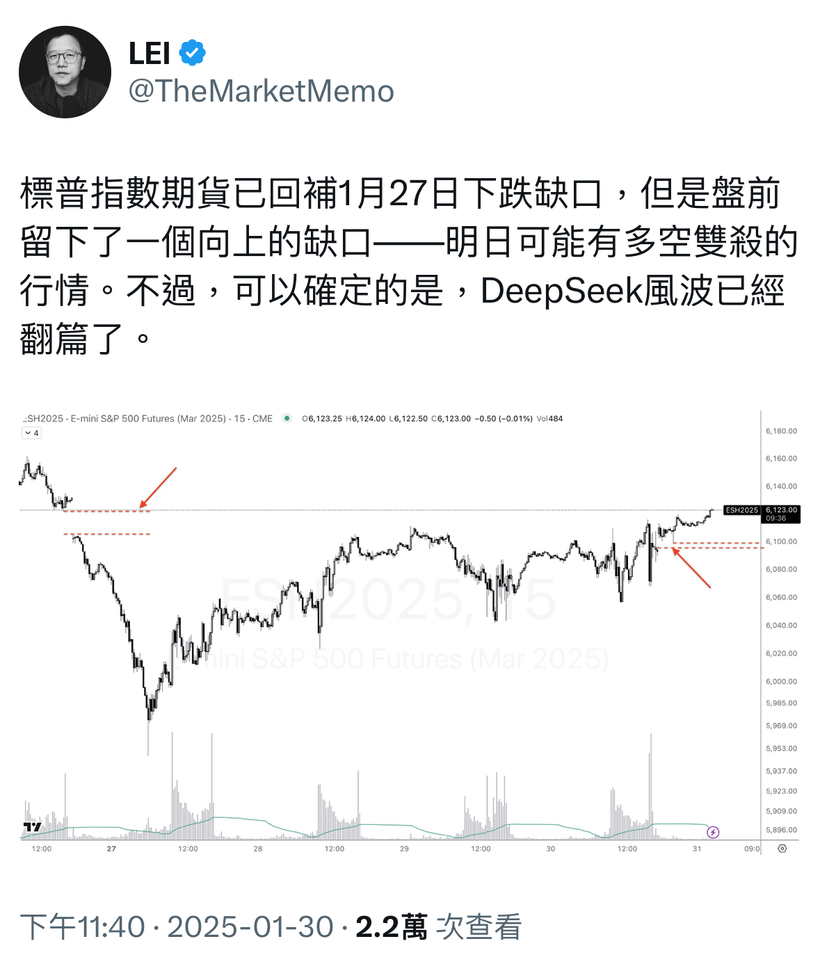 LEI
@TheMarketMemo
標普指數期貨已回補1月27日下跌缺口，但是盤前
留下了一個向上的缺口——明日可能有多空雙殺的
行情。不過，可以確定的是，DeepSeek風波已經
翻篇了。
ESH2025 · E-mini S&P 500 Futures (Mar 2025) · 15 · CME O6,123.25 H6,124.00 L6,122.50 C6,123.00 −0.50 (−0.01%) Vol484
4
6,180.00
6,160.00
6,140.00
ESH2025 6,123.00
09:36
6,100.00
6,080.00
6,060.00
6,040.00
6,020.00
6,000.00
5,985.00
5,969.00
5,953.00
5,937.00
5,923.00
5,909.00
5,896.00
ESH2025, 15
E-mini S&P 500 Futures (Mar 2025)
12:00 27 12:00 28 12:00 29 12:00 30 12:00 31 09:0
下午11:40 · 2025-01-30 · 2.2萬 次查看